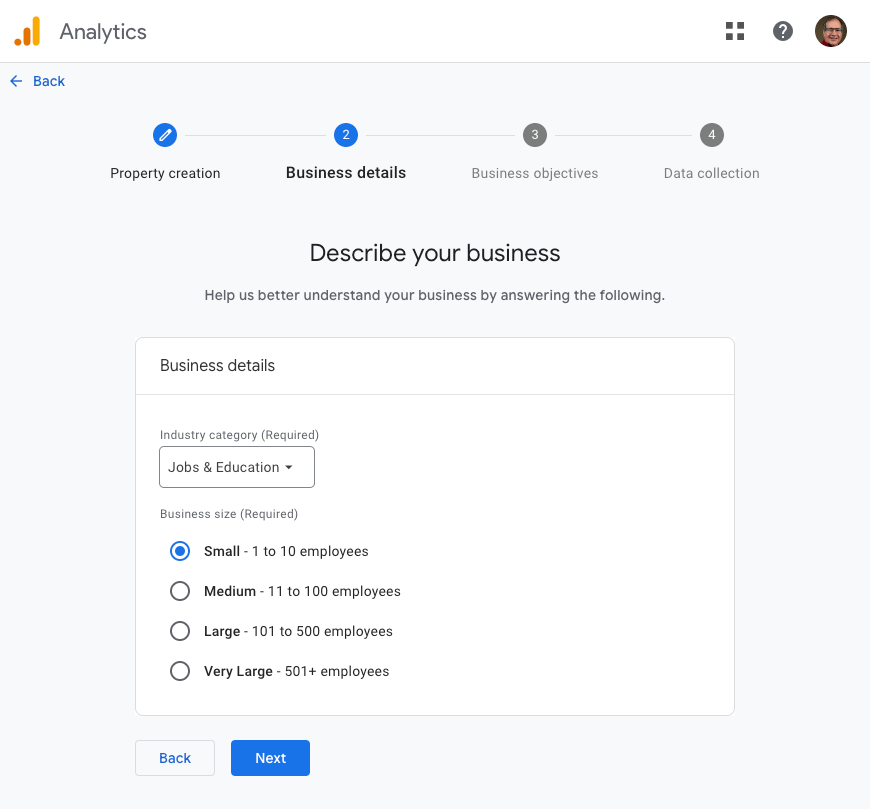 Analytics
?
Back
2
3
4
Property creation
Business details
Business objectives
Data collection
Describe your business
Help us better understand your business by answering the following.
Business details
Industry category (Required)
Jobs & Education
Business size (Required)
Small - 1 to 10 employees
Medium - 11 to 100 employees
Large - 101 to 500 employees
Very Large - 501+ employees
Back
Next